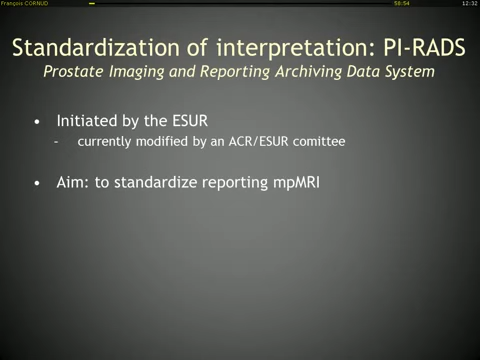 François CORNUD 58:54 12:32
Standardization of interpretation: PI-RADS
Prostate Imaging and Reporting Archiving Data System
• Initiated by the ESUR
- currently modified by an ACR/ESUR comittee
• Aim: to standardize reporting mpMRI